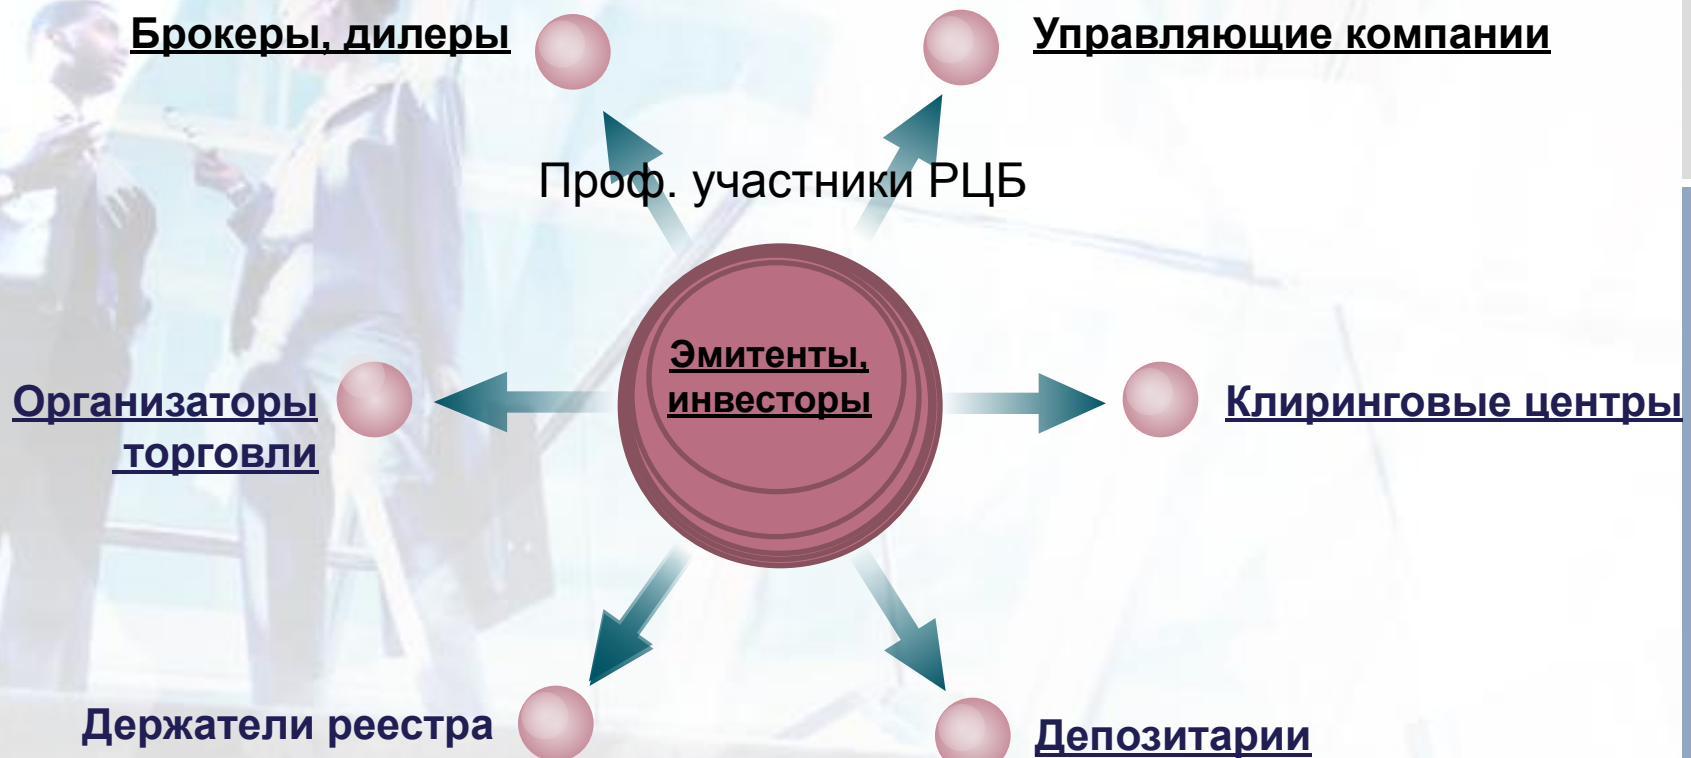 Брокеры, дилеры
Управляющие компании
Проф. участники РЦБ
Эмитенты,
инвесторы
Организаторы
торговли
Клиринговые центры
Держатели реестра
Депозитарии